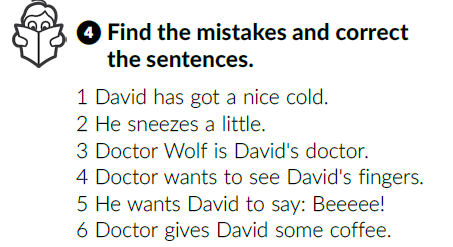 4 Find the mistakes and correct
the sentences.
1 David has got a nice cold.
2 He sneezes a little.
3 Doctor Wolf is David's doctor.
4 Doctor wants to see David's fingers.
5 He wants David to say: Beeeee!
6 Doctor gives David some coffee.